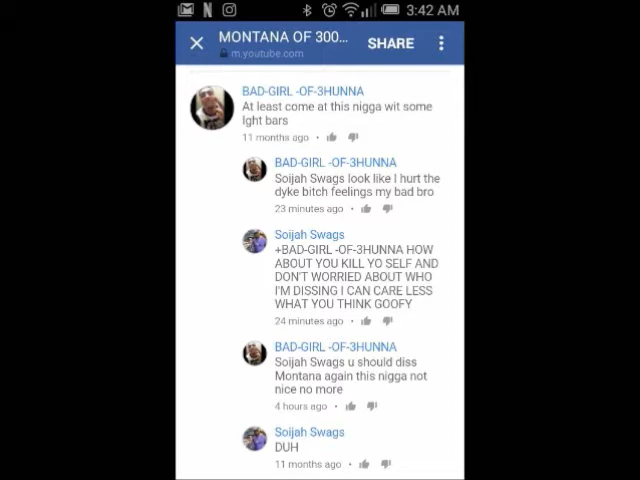 3:42 AM
MONTANA OF 300...
SHARE
m.youtube.com
BAD-GIRL -OF-3HUNNA
At least come at this nigga wit some
lght bars
11 months ago •
BAD-GIRL -OF-3HUNNA
Soijah Swags look like I hurt the
dyke bitch feelings my bad bro
23 minutes ago •
Soijah Swags
+BAD-GIRL -OF-3HUNNA HOW
ABOUT YOU KILL YO SELF AND
DON'T WORRIED ABOUT WHO
I'M DISSING I CAN CARE LESS
WHAT YOU THINK GOOFY
24 minutes ago •
BAD-GIRL -OF-3HUNNA
Soijah Swags u should diss
Montana again this nigga not
nice no more
4 hours ago •
Soijah Swags
DUH
11 months ago •